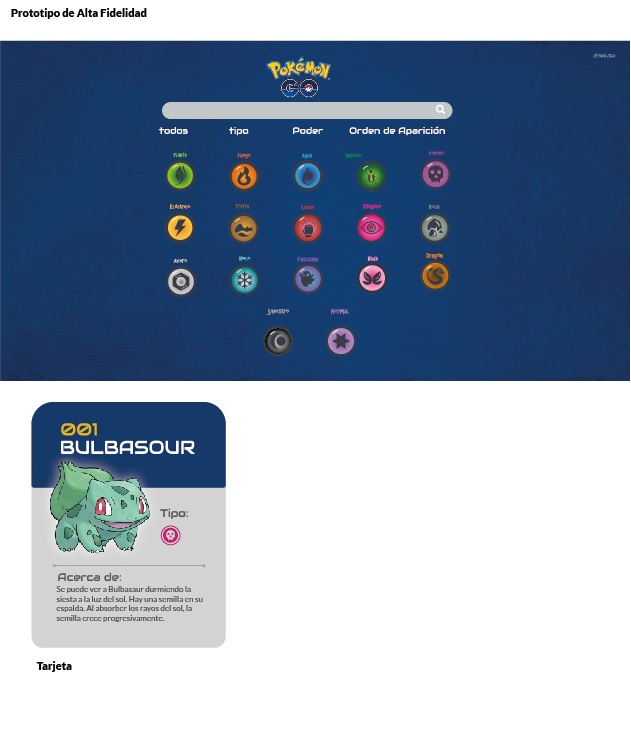 Prototipo de Alta Fidelidad
POKÉMON
GO
todos tipo Poder Orden de Aparición
Planta Fuego Agua
Eléctrico Tierra Lucha Psíquico Roca
Acero Hielo Fantasma Hada Dragón
Siniestro Normal
001
BULBASOUR
Tipo:
Acerca de:
Se puede ver a Bulbasaur durmiendo la
siesta a la luz del sol. Hay una semilla en su
espalda. Al absorber los rayos del sol, la
semilla crece progresivamente.
Tarjeta